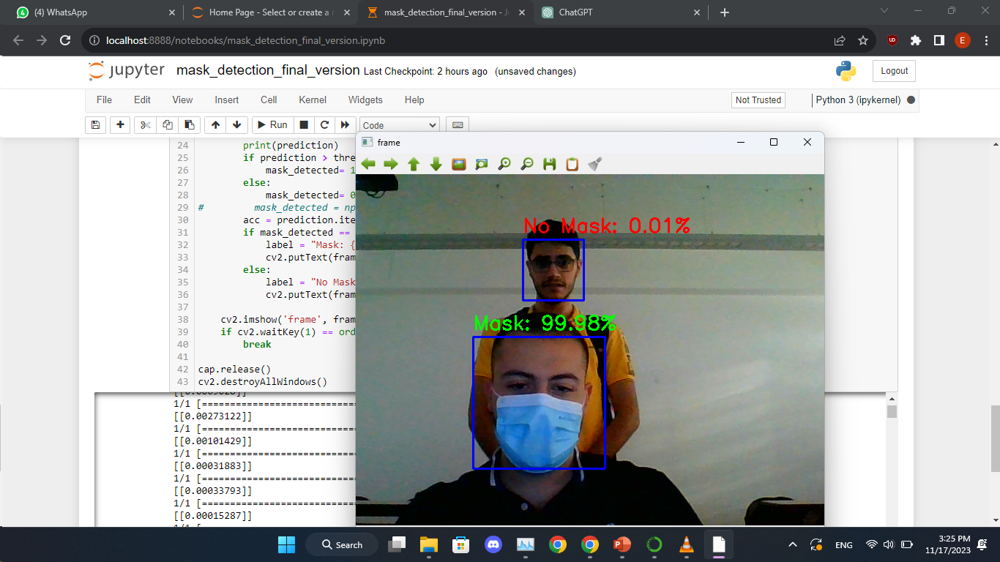 (4) WhatsApp
Home Page - Select or create a
mask_detection_final_version - J
ChatGPT
localhost:8888/notebooks/mask_detection_final_version.ipynb
UD
E
jupyter mask_detection_final_version Last Checkpoint: 2 hours ago (unsaved changes)
Logout
File Edit View Insert Cell Kernel Widgets Help
Not Trusted
Python 3 (ipykernel)
Run
Code
24 print(prediction)
25 if prediction > thre
26 mask_detected= 1
27 else:
28 mask_detected= 0
29 # mask_detected = np
30 acc = prediction.ite
31 if mask_detected ==
32 label = "Mask: {
33 cv2.putText(fram
34 else:
35 label = "No Mask
36 cv2.putText(fram
37
38 cv2.imshow('frame', fram
39 if cv2.waitKey(1) == ord
40 break
41
42 cap.release()
43 cv2.destroyAllWindows()
1/1 [==============================
[[0.00273122]]
1/1 [==============================
[[0.00101429]]
1/1 [==============================
[[0.00031883]]
1/1 [==============================
[[0.00033793]]
1/1 [==============================
[[0.00015287]]
frame
No Mask: 0.01%
Mask: 99.98%
Search
ENG
3:25 PM
11/17/2023